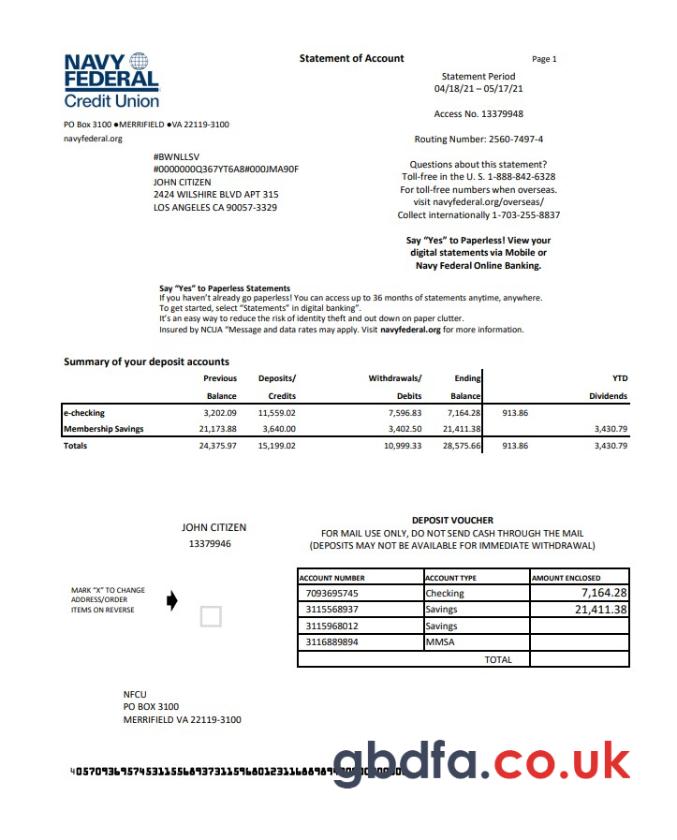 NAVY
FEDERAL
Credit Union
Statement of Account
Page 1
Statement Period
04/18/21 – 05/17/21
Access No. 13379948
Routing Number: 2560-7497-4
PO Box 3100 ●MERRIFIELD ●VA 22119-3100
navyfederal.org
#BWNLLSV
#0000000Q367YT6A8#000JMA90F
JOHN CITIZEN
2424 WILSHIRE BLVD APT 315
LOS ANGELES CA 90057-3329
Questions about this statement?
Toll-free in the U. S. 1-888-842-6328
For toll-free numbers when overseas.
visit navyfederal.org/overseas/
Collect internationally 1-703-255-8837
Say “Yes” to Paperless! View your
digital statements via Mobile or
Navy Federal Online Banking.
Say “Yes” to Paperless Statements
If you haven’t already go paperless! You can access up to 36 months of statements anytime, anywhere.
To get started, select “Statements” in digital banking”.
It’s an easy way to reduce the risk of identity theft and out down on paper clutter.
Insured by NCUA “Message and data rates may apply. Visit navyfederal.org for more information.
Summary of your deposit accounts
Previous Deposits/ Withdrawals/ Ending YTD
Balance Credits Debits Balance Dividends
e-checking 3,202.09 11,559.02 7,596.83 7,164.28 913.86
Membership Savings 21,173.88 3,640.00 3,402.50 21,411.38 3,430.79
Totals 24,375.97 15,199.02 10,999.33 28,575.66 913.86 3,430.79
JOHN CITIZEN
13379946
DEPOSIT VOUCHER
FOR MAIL USE ONLY, DO NOT SEND CASH THROUGH THE MAIL
(DEPOSITS MAY NOT BE AVAILABLE FOR IMMEDIATE WITHDRAWAL)
MARK “X” TO CHANGE
ADDRESS/ORDER
ITEMS ON REVERSE
ACCOUNT NUMBER ACCOUNT TYPE AMOUNT ENCLOSED
7093695745 Checking 7,164.28
3115568937 Savings 21,411.38
3115968012 Savings
3116889894 MMSA
TOTAL
NFCU
PO BOX 3100
MERRIFIELD VA 22119-3100
gbdfa.co.uk